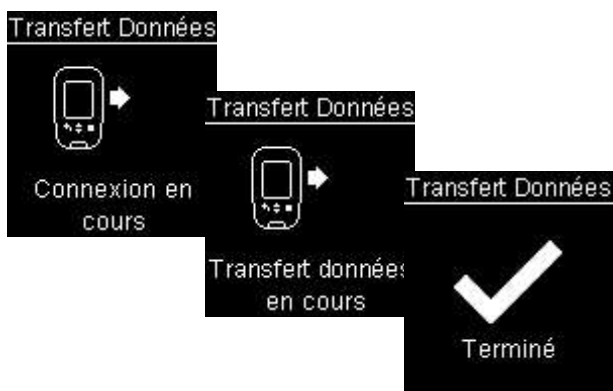 Transfert Données
Connexion en
cours
Transfert Données
Transfert données
en cours
Transfert Données
Terminé